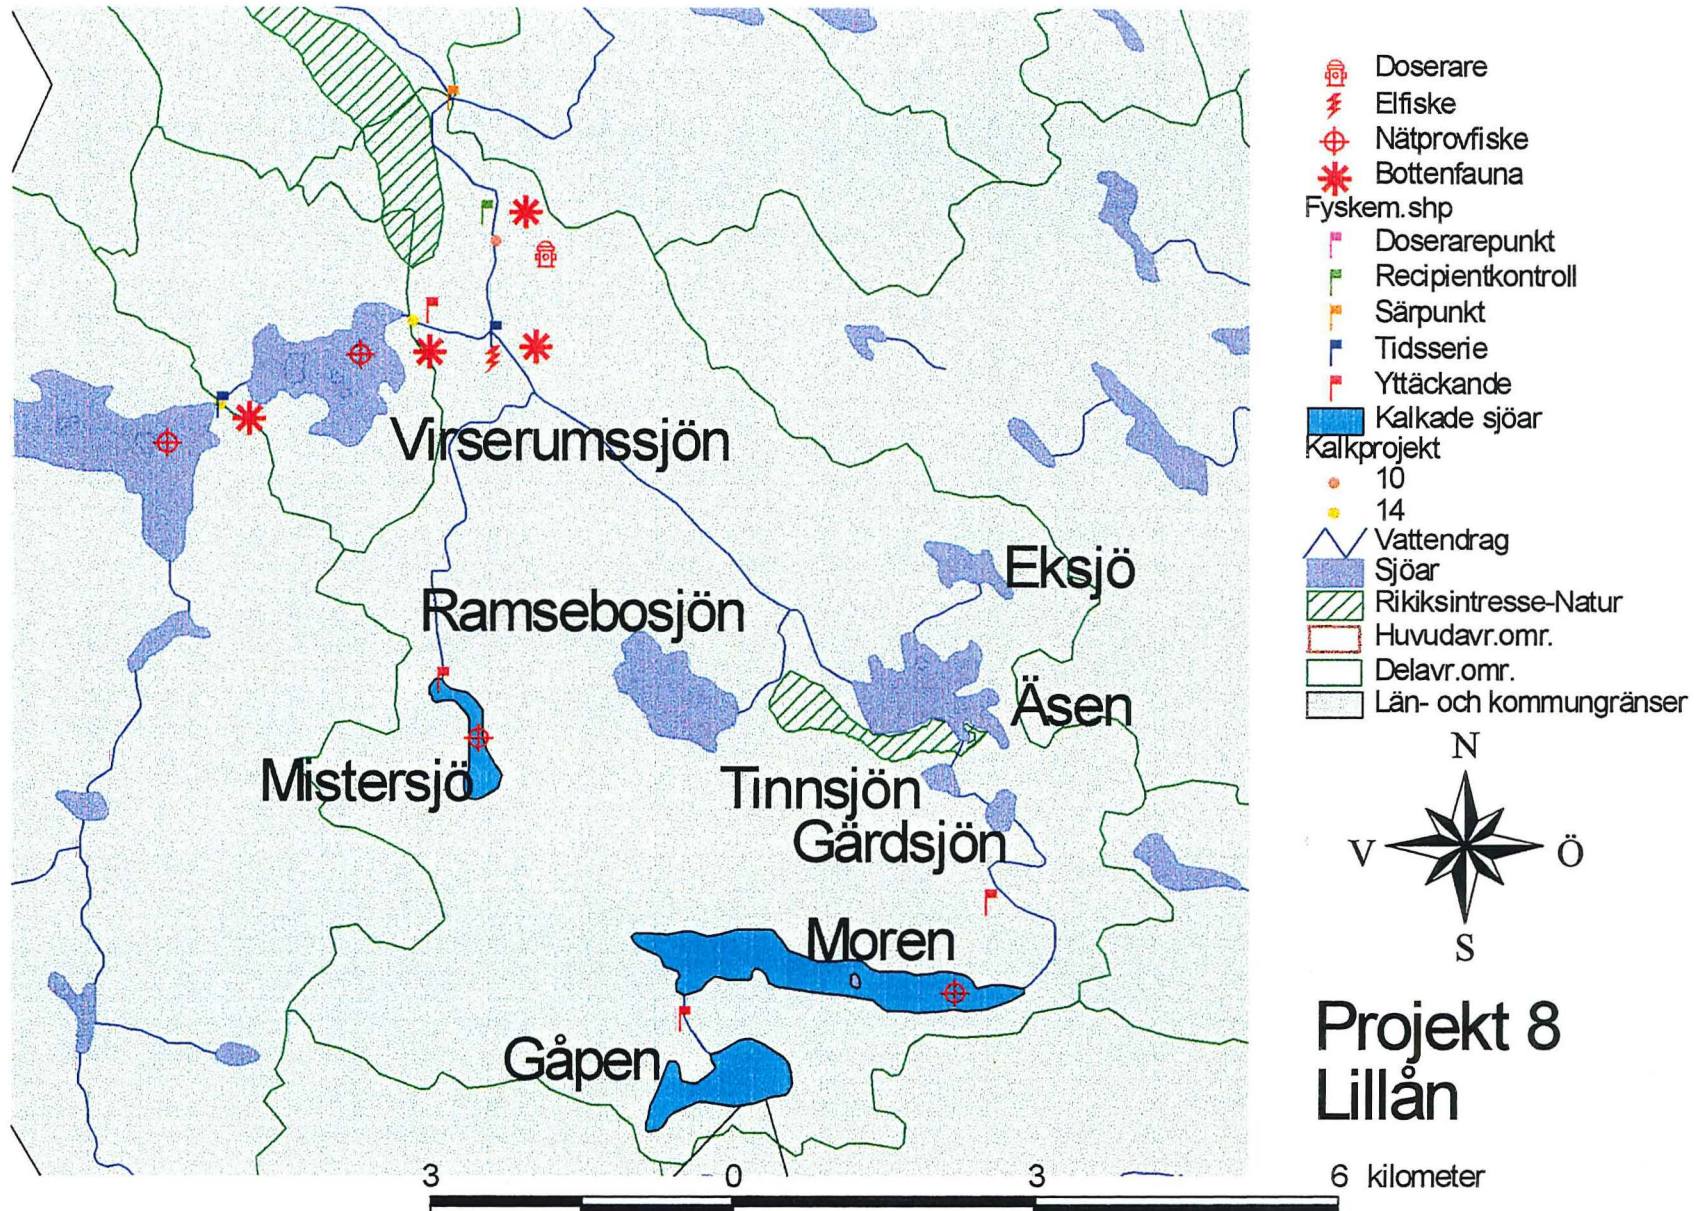 Virserumssjön
Eksjö
Ramsebosjön
Äsen
Mistersjö
Tinnsjön
Gärdsjön
Moren
Gåpen
Doserare
Elfiske
Nätprovfiske
Bottenfauna
Fyskem.shp
Doserarepunkt
Recipientkontroll
Särpunkt
Tidsserie
Yttäckande
Kalkade sjöar
Kalkprojekt
10
14
Vattendrag
Sjöar
Rikiksintresse-Natur
Huvudavr.omr.
Delavr.omr.
Län- och kommungränser
N
V Ö
S
Projekt 8
Lillån
3 0 3 6 kilometer